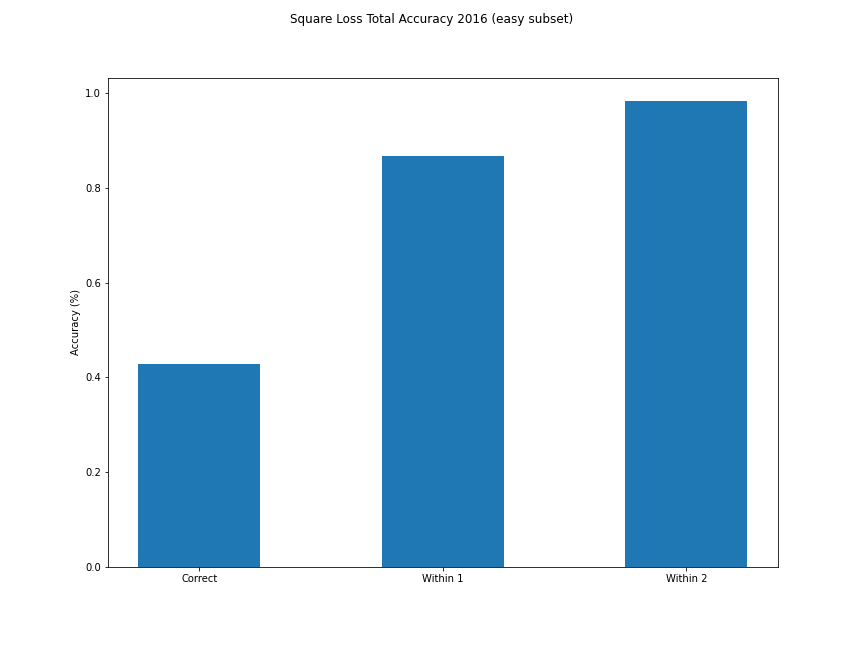 Square Loss Total Accuracy 2016 (easy subset)
1.0
0.8
0.6
0.4
0.2
0.0
Accuracy (%)
Correct
Within 1
Within 2